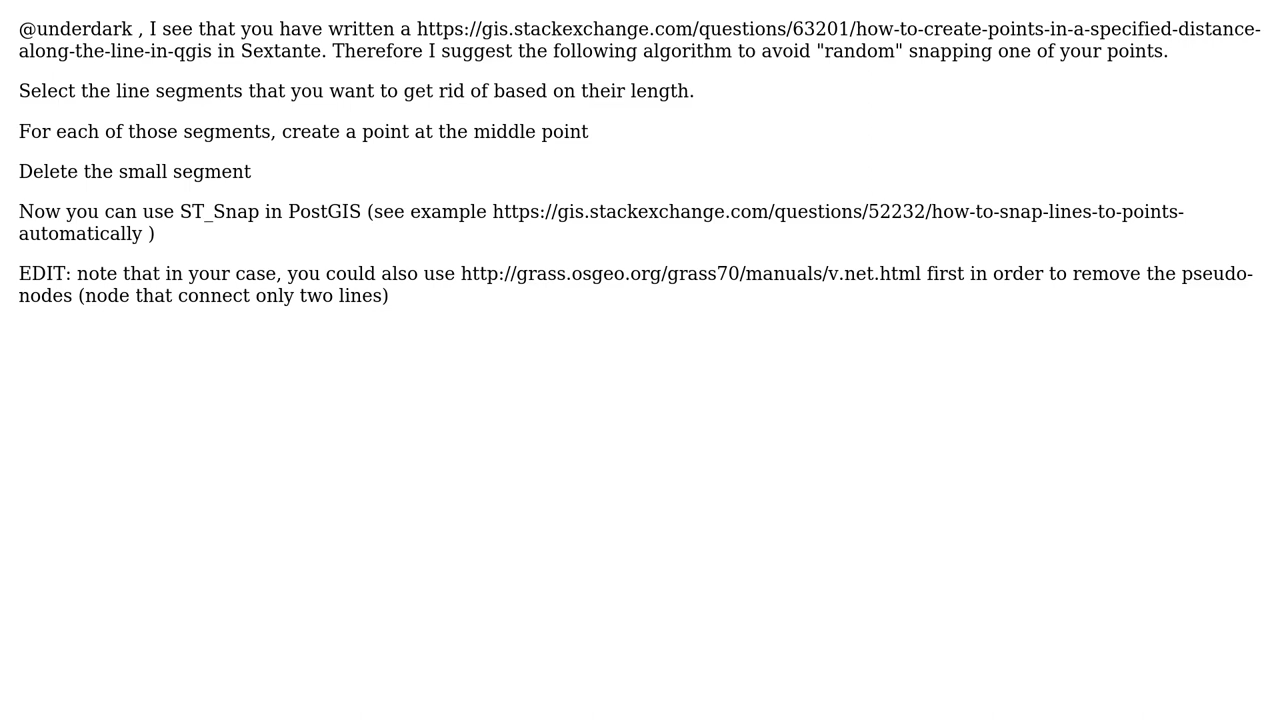 @underdark , I see that you have written a https://gis.stackexchange.com/questions/63201/how-to-create-points-in-a-specified-distance-
along-the-line-in-qgis in Sextante. Therefore I suggest the following algorithm to avoid "random" snapping one of your points.
Select the line segments that you want to get rid of based on their length.
For each of those segments, create a point at the middle point
Delete the small segment
Now you can use ST_Snap in PostGIS (see example https://gis.stackexchange.com/questions/52232/how-to-snap-lines-to-points-
automatically )
EDIT: note that in your case, you could also use http://grass.osgeo.org/grass70/manuals/v.net.html first in order to remove the pseudo-
nodes (node that connect only two lines)